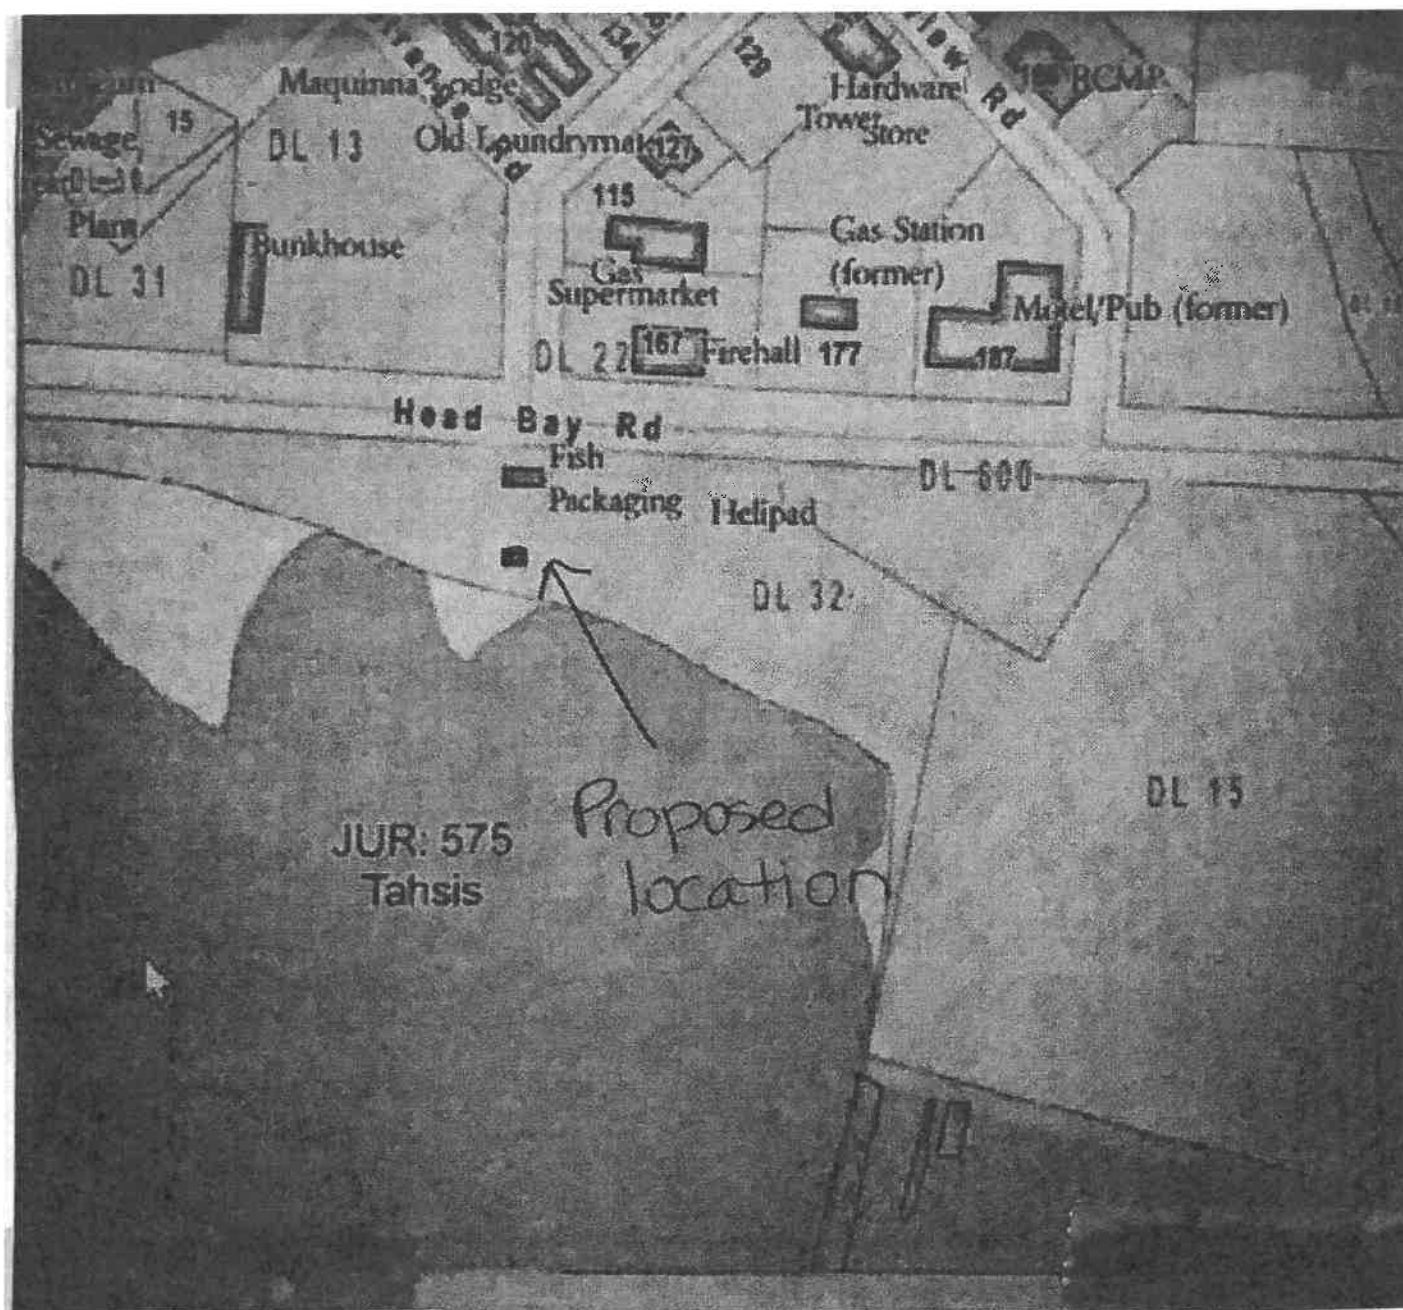 120
134
129
Rd
Hardware
Tower
Store
RCMP
Maquinna Lodge
Sewage
15
Plant
DL 13
Old Laundrymat
127
115
DL 31
Bunkhouse
Gas
Supermarket
Gas Station
(former)
Motel/Pub (former)
DL 22
167
Firehall
177
187
Head Bay Rd
Fish
Packaging
Helipad
DL 600
DL 32
DL 15
JUR: 575
Tahsis
Proposed
location